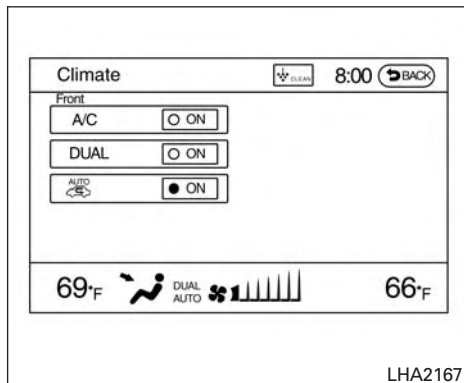 Climate CLEAN 8:00 BACK
Front
A/C ON
DUAL ON
AUTO ON
69°F DUAL AUTO 66°F
LHA2167